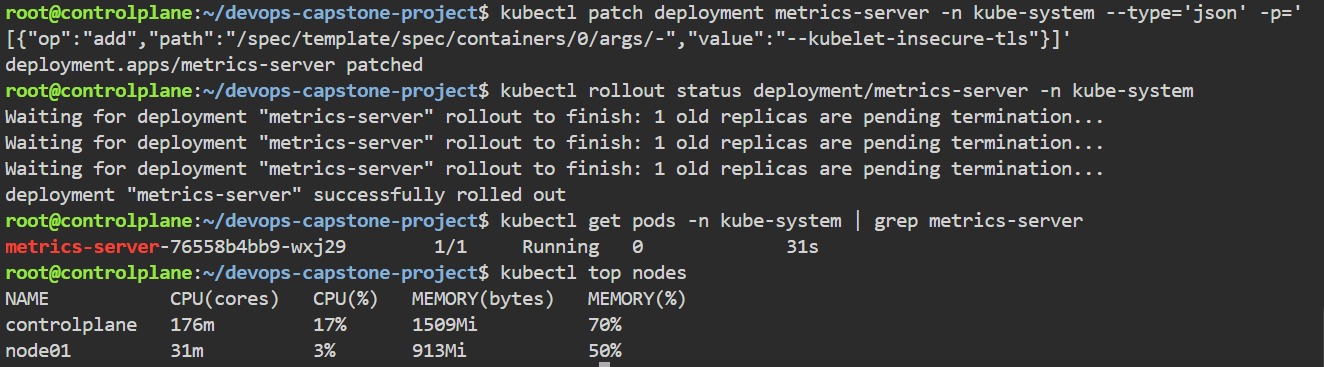 root@controlplane:~/devops-capstone-project$ kubectl patch deployment metrics-server -n kube-system --type='json' -p='
[{"op":"add","path":"/spec/template/spec/containers/0/args/-","value":"--kubelet-insecure-tls"}]'
deployment.apps/metrics-server patched
root@controlplane:~/devops-capstone-project$ kubectl rollout status deployment/metrics-server -n kube-system
Waiting for deployment "metrics-server" rollout to finish: 1 old replicas are pending termination...
Waiting for deployment "metrics-server" rollout to finish: 1 old replicas are pending termination...
Waiting for deployment "metrics-server" rollout to finish: 1 old replicas are pending termination...
deployment "metrics-server" successfully rolled out
root@controlplane:~/devops-capstone-project$ kubectl get pods -n kube-system | grep metrics-server
metrics-server-76558b4bb9-wxj29        1/1     Running   0             31s
root@controlplane:~/devops-capstone-project$ kubectl top nodes
NAME           CPU(cores)   CPU(%)   MEMORY(bytes)   MEMORY(%)
controlplane   176m         17%      1509Mi          70%
node01         31m          3%       913Mi           50%